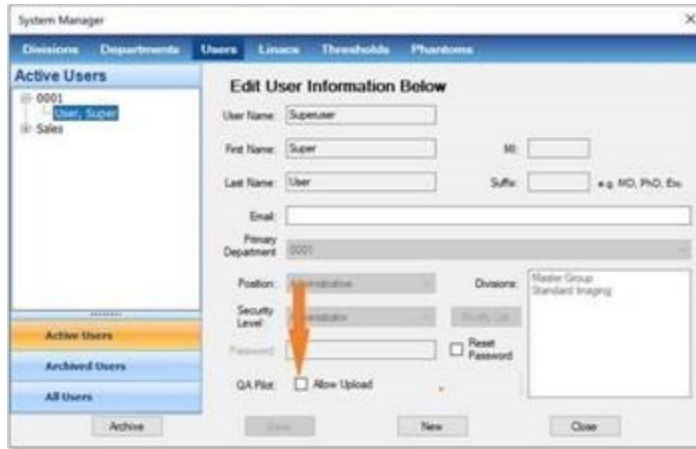 System Manager
Divisions Departments Users Linacs Thresholds Phantoms
Active Users
0001
User, Super
Sales
Edit User Information Below
User Name: Superuser
First Name: Super
MI:
Last Name: User
Suffix:
e.g. MD, PhD, Esq.
Email:
Primary Department
0001
Position:
Administrative
Divisions:
Master Group
Standard Imaging
Security Level
Administrator
Modify List
Password:
Reset Password
QA Pilot:
Allow Upload
Active Users
Archived Users
All Users
Archive
Save
New
Close